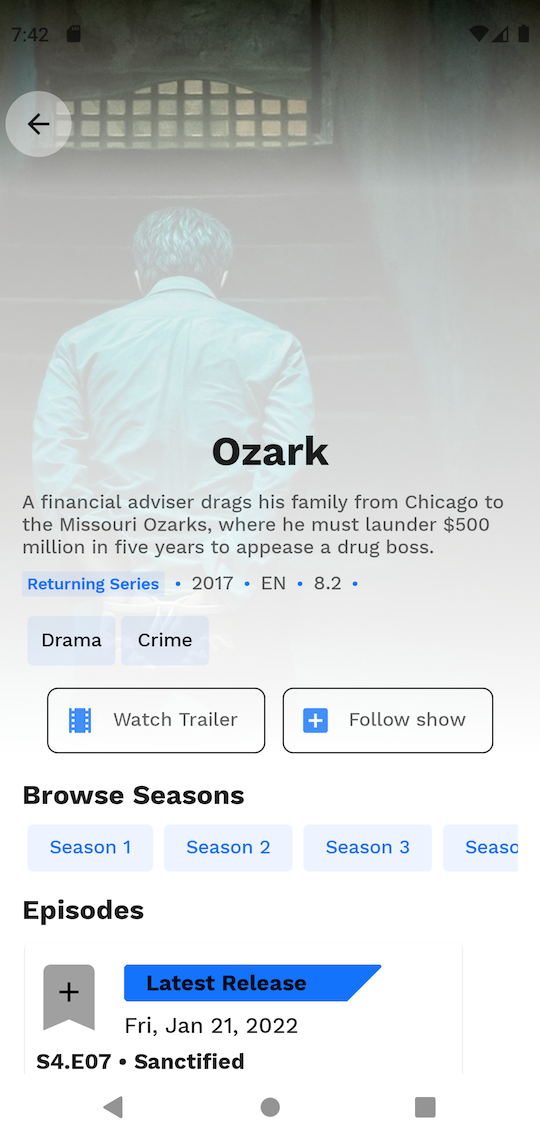 7:42
Ozark
A financial adviser drags his family from Chicago to
the Missouri Ozarks, where he must launder $500
million in five years to appease a drug boss.
Returning Series • 2017 • EN • 8.2 •
Drama Crime
Watch Trailer Follow show
Browse Seasons
Season 1 Season 2 Season 3 Seaso
Episodes
Latest Release
Fri, Jan 21, 2022
S4.E07 • Sanctified